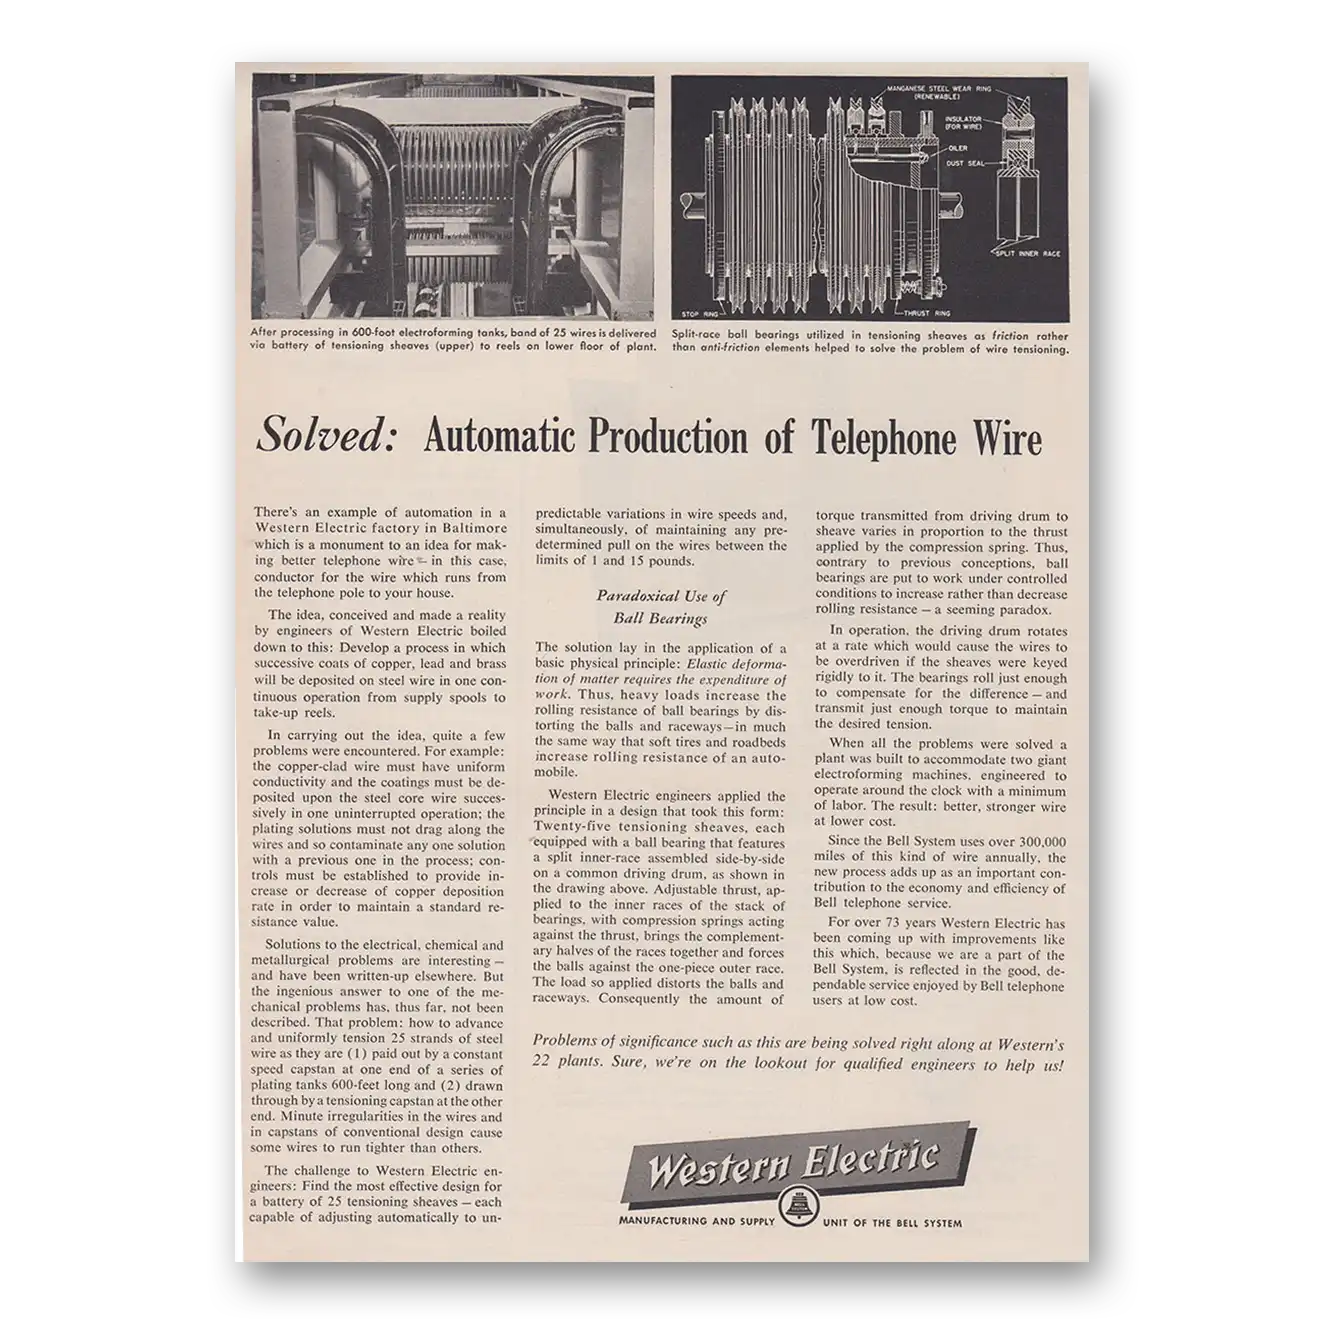 MANGANESE STEEL WEAR RING
(RENEWABLE)
INSULATOR
(FOR WIRE)
OILER
DUST SEAL
SPLIT INNER RACE
STOP RING
THRUST RING
After processing in 600-foot electroforming tanks, band of 25 wires is delivered
via battery of tensioning sheaves (upper) to reels on lower floor of plant.
Split-race ball bearings utilized in tensioning sheaves as friction rather
than anti-friction elements helped to solve the problem of wire tensioning.
Solved: Automatic Production of Telephone Wire
There's an example of automation in a
Western Electric factory in Baltimore
which is a monument to an idea for mak-
ing better telephone wire — in this case,
conductor for the wire which runs from
the telephone pole to your house.
The idea, conceived and made a reality
by engineers of Western Electric boiled
down to this: Develop a process in which
successive coats of copper, lead and brass
will be deposited on steel wire in one con-
tinuous operation from supply spools to
take-up reels.
In carrying out the idea, quite a few
problems were encountered. For example:
the copper-clad wire must have uniform
conductivity and the coatings must be de-
posited upon the steel core wire succes-
sively in one uninterrupted operation; the
plating solutions must not drag along the
wires and so contaminate any one solution
with a previous one in the process; con-
trols must be established to provide in-
crease or decrease of copper deposition
rate in order to maintain a standard re-
sistance value.
Solutions to the electrical, chemical and
metallurgical problems are interesting —
and have been written-up elsewhere. But
the ingenious answer to one of the me-
chanical problems has, thus far, not been
described. That problem: how to advance
and uniformly tension 25 strands of steel
wire as they are (1) paid out by a constant
speed capstan at one end of a series of
plating tanks 600-feet long and (2) drawn
through by a tensioning capstan at the other
end. Minute irregularities in the wires and
in capstans of conventional design cause
some wires to run tighter than others.
The challenge to Western Electric en-
gineers: Find the most effective design for
a battery of 25 tensioning sheaves — each
capable of adjusting automatically to un-
predictable variations in wire speeds and,
simultaneously, of maintaining any pre-
determined pull on the wires between the
limits of 1 and 15 pounds.
Paradoxical Use of
Ball Bearings
The solution lay in the application of a
basic physical principle: Elastic deforma-
tion of matter requires the expenditure of
work. Thus, heavy loads increase the
rolling resistance of ball bearings by dis-
torting the balls and raceways—in much
the same way that soft tires and roadbeds
increase rolling resistance of an auto-
mobile.
Western Electric engineers applied the
principle in a design that took this form:
Twenty-five tensioning sheaves, each
equipped with a ball bearing that features
a split inner-race assembled side-by-side
on a common driving drum, as shown in
the drawing above. Adjustable thrust, ap-
plied to the inner races of the stack of
bearings, with compression springs acting
against the thrust, brings the complement-
ary halves of the races together and forces
the balls against the one-piece outer race.
The load so applied distorts the balls and
raceways. Consequently the amount of
torque transmitted from driving drum to
sheave varies in proportion to the thrust
applied by the compression spring. Thus,
contrary to previous conceptions, ball
bearings are put to work under controlled
conditions to increase rather than decrease
rolling resistance — a seeming paradox.
In operation, the driving drum rotates
at a rate which would cause the wires to
be overdriven if the sheaves were keyed
rigidly to it. The bearings roll just enough
to compensate for the difference — and
transmit just enough torque to maintain
the desired tension.
When all the problems were solved a
plant was built to accommodate two giant
electroforming machines, engineered to
operate around the clock with a minimum
of labor. The result: better, stronger wire
at lower cost.
Since the Bell System uses over 300,000
miles of this kind of wire annually, the
new process adds up as an important con-
tribution to the economy and efficiency of
Bell telephone service.
For over 73 years Western Electric has
been coming up with improvements like
this which, because we are a part of the
Bell System, is reflected in the good, de-
pendable service enjoyed by Bell telephone
users at low cost.
Problems of significance such as this are being solved right along at Western's
22 plants. Sure, we're on the lookout for qualified engineers to help us!
Western Electric
MANUFACTURING AND SUPPLY UNIT OF THE BELL SYSTEM